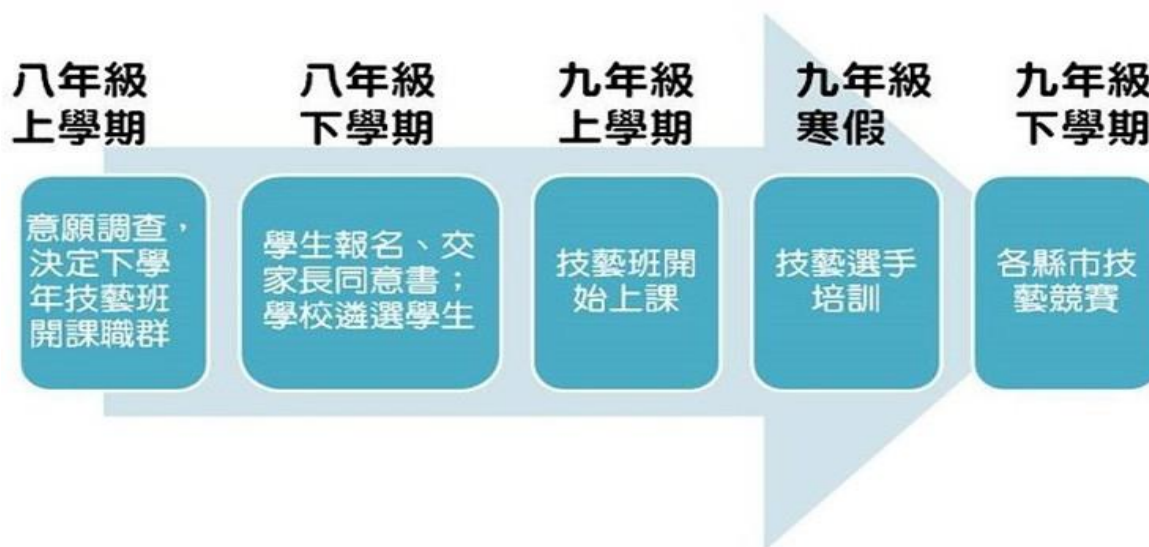 八年級
上學期
八年級
下學期
九年級
上學期
九年級
寒假
九年級
下學期
意願調查，
決定下學
年技藝班
開課職群
學生報名、交
家長同意書；
學校遴選學生
技藝班開
始上課
技藝選手
培訓
各縣市技
藝競賽